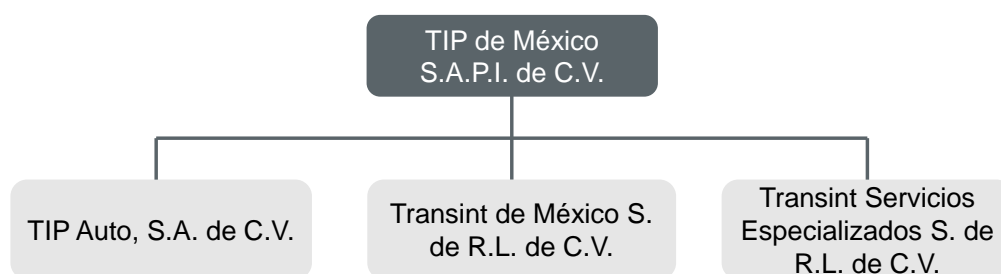 TIP de México
S.A.P.I. de C.V.
TIP Auto, S.A. de C.V.
Transint de México S.
de R.L. de C.V.
Transint Servicios
Especializados S. de
R.L. de C.V.